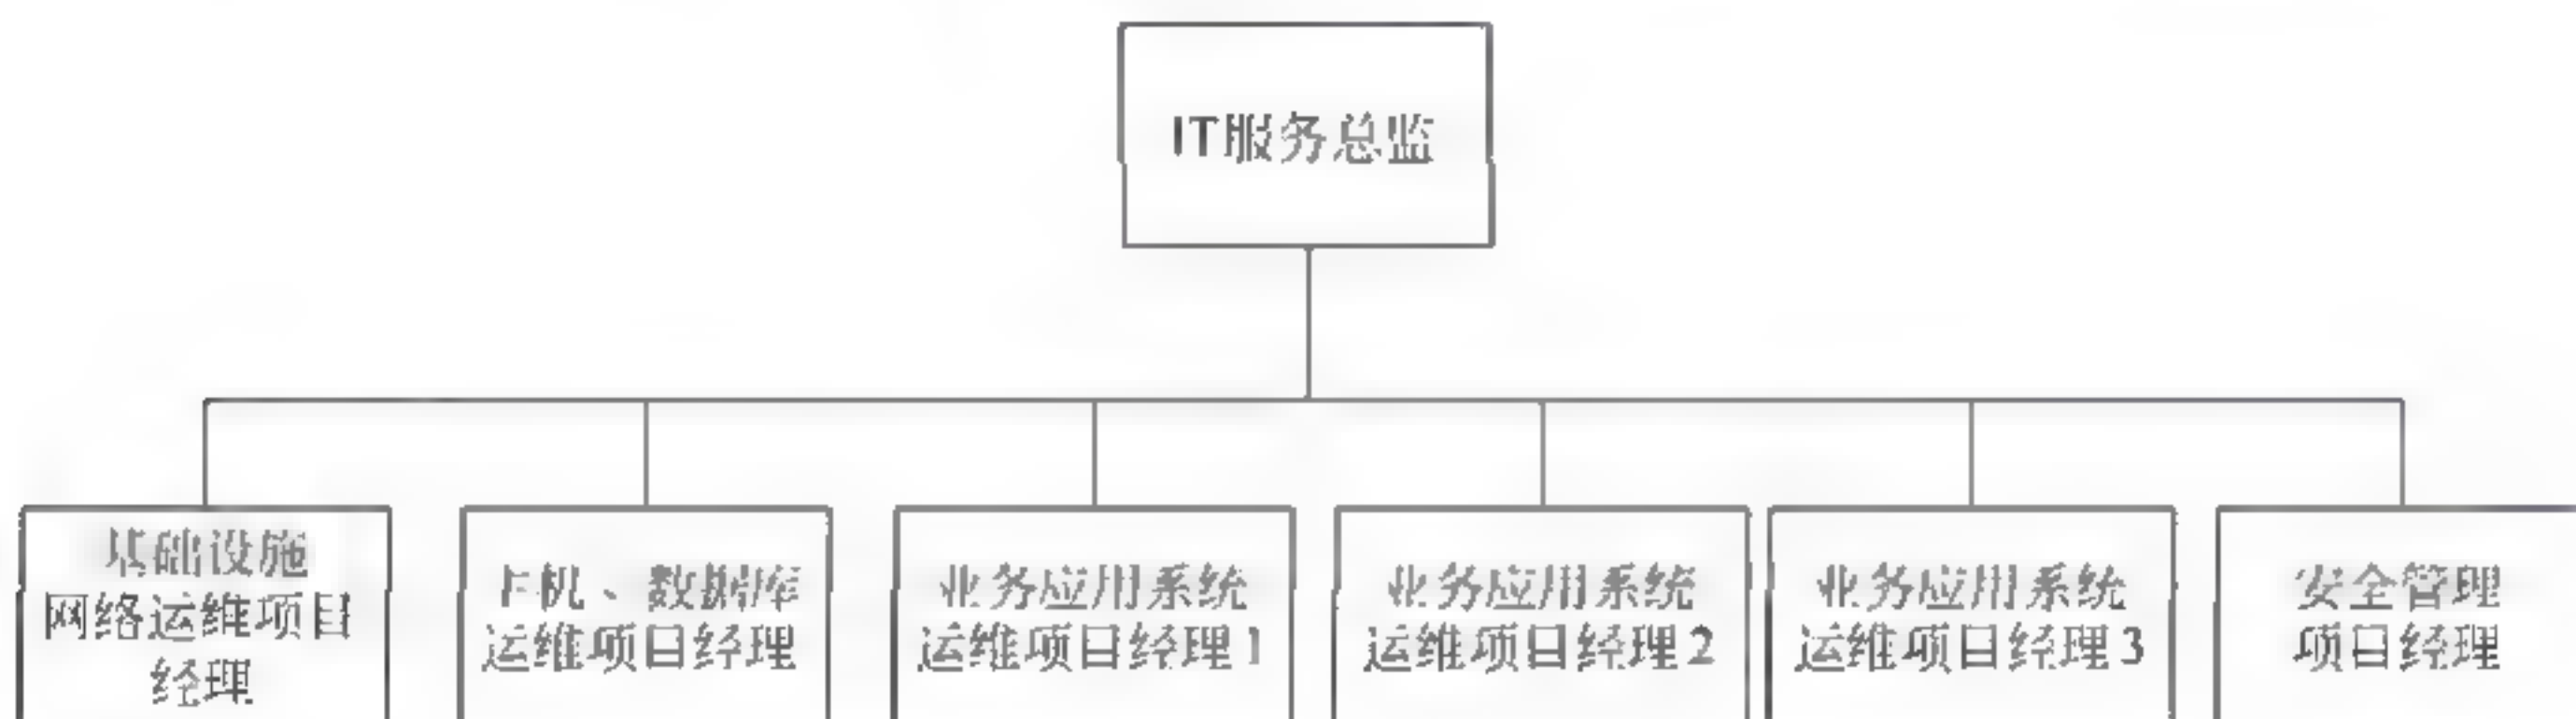 IT服务总监
基础设施
网络运维项目
经理
主机、数据库
运维项目经理
业务应用系统
运维项目经理1
业务应用系统
运维项目经理2
业务应用系统
运维项目经理3
安全管理
项目经理